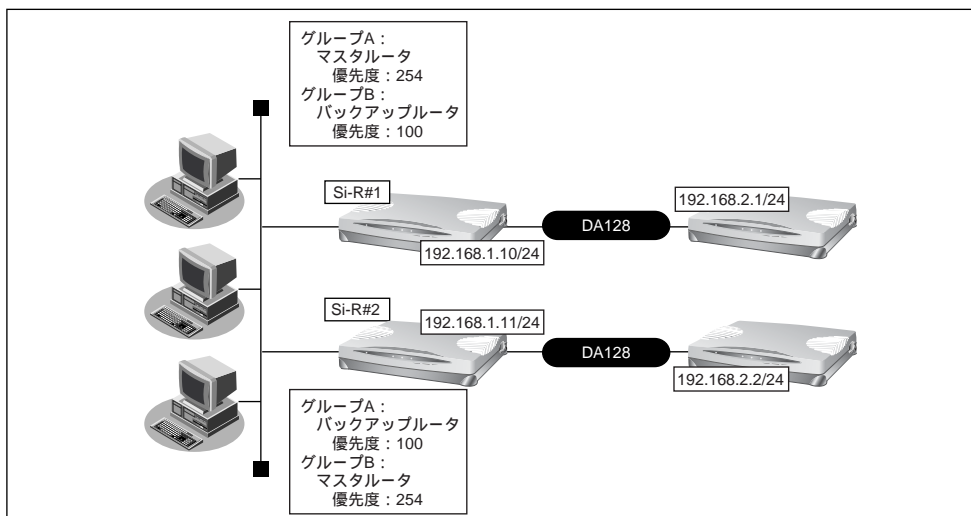 グループA：
マスタルータ
優先度：254
グループB：
バックアップルータ
優先度：100
Si-R#1
192.168.1.10/24
DA128
192.168.2.1/24
Si-R#2
192.168.1.11/24
DA128
192.168.2.2/24
グループA：
バックアップルータ
優先度：100
グループB：
マスタルータ
優先度：254